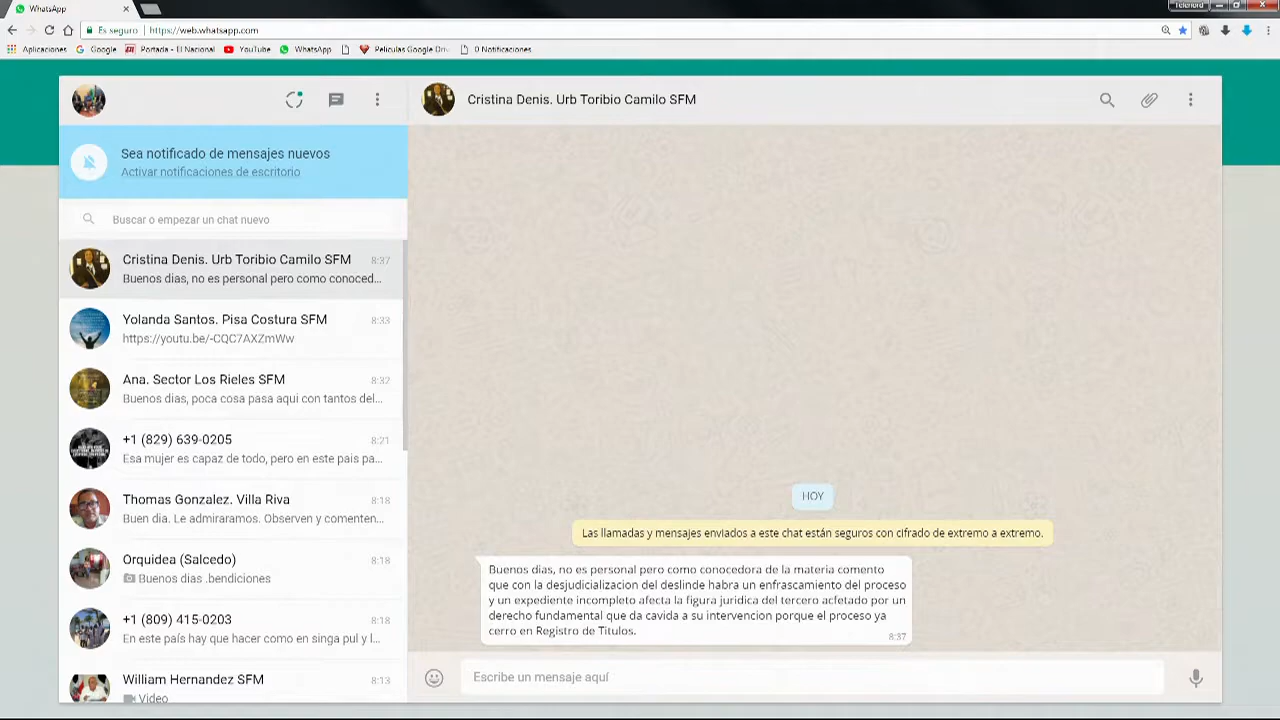 WhatsApp
Telenord
Es seguro | https://web.whatsapp.com
Aplicaciones Google Portada - El Nacional YouTube WhatsApp Peliculas Google Driv 0 Notificaciones
Cristina Denis. Urb Toribio Camilo SFM
Sea notificado de mensajes nuevos
Activar notificaciones de escritorio
Buscar o empezar un chat nuevo
Cristina Denis. Urb Toribio Camilo SFM 8:37
Buenos dias, no es personal pero como conoced...
Yolanda Santos. Pisa Costura SFM 8:33
https://youtu.be/-CQC7AXZmWw
Ana. Sector Los Rieles SFM 8:32
Buenos dias, poca cosa pasa aqui con tantos del...
+1 (829) 639-0205 8:21
Esa mujer es capaz de todo, pero en este pais pa...
Thomas Gonzalez. Villa Riva 8:18
Buen dia. Le admiraramos. Observen y comenten...
Orquidea (Salcedo) 8:18
Buenos dias .bendiciones
+1 (809) 415-0203 8:18
En este país hay que hacer como en singa pul y l...
William Hernandez SFM 8:13
Video
HOY
Las llamadas y mensajes enviados a este chat están seguros con cifrado de extremo a extremo.
Buenos dias, no es personal pero como conocedora de la materia comento
que con la desjudicializacion del deslinde habra un enfrascamiento del proceso
y un expediente incompleto afecta la figura juridica del tercero acfetado por un
derecho fundamental que da cavida a su intervencion porque el proceso ya
cerro en Registro de Titulos.
8:37
Escribe un mensaje aquí